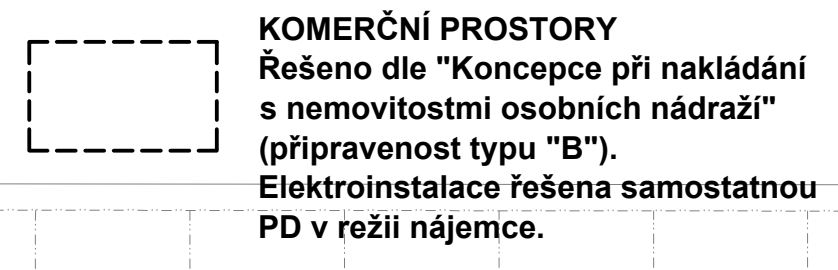 KOMERČNÍ PROSTORY
Řešeno dle "Koncepce při nakládání
s nemovitostmi osobních nádraží"
(připravenost typu "B").
Elektroinstalace řešena samostatnou
PD v režii nájemce.